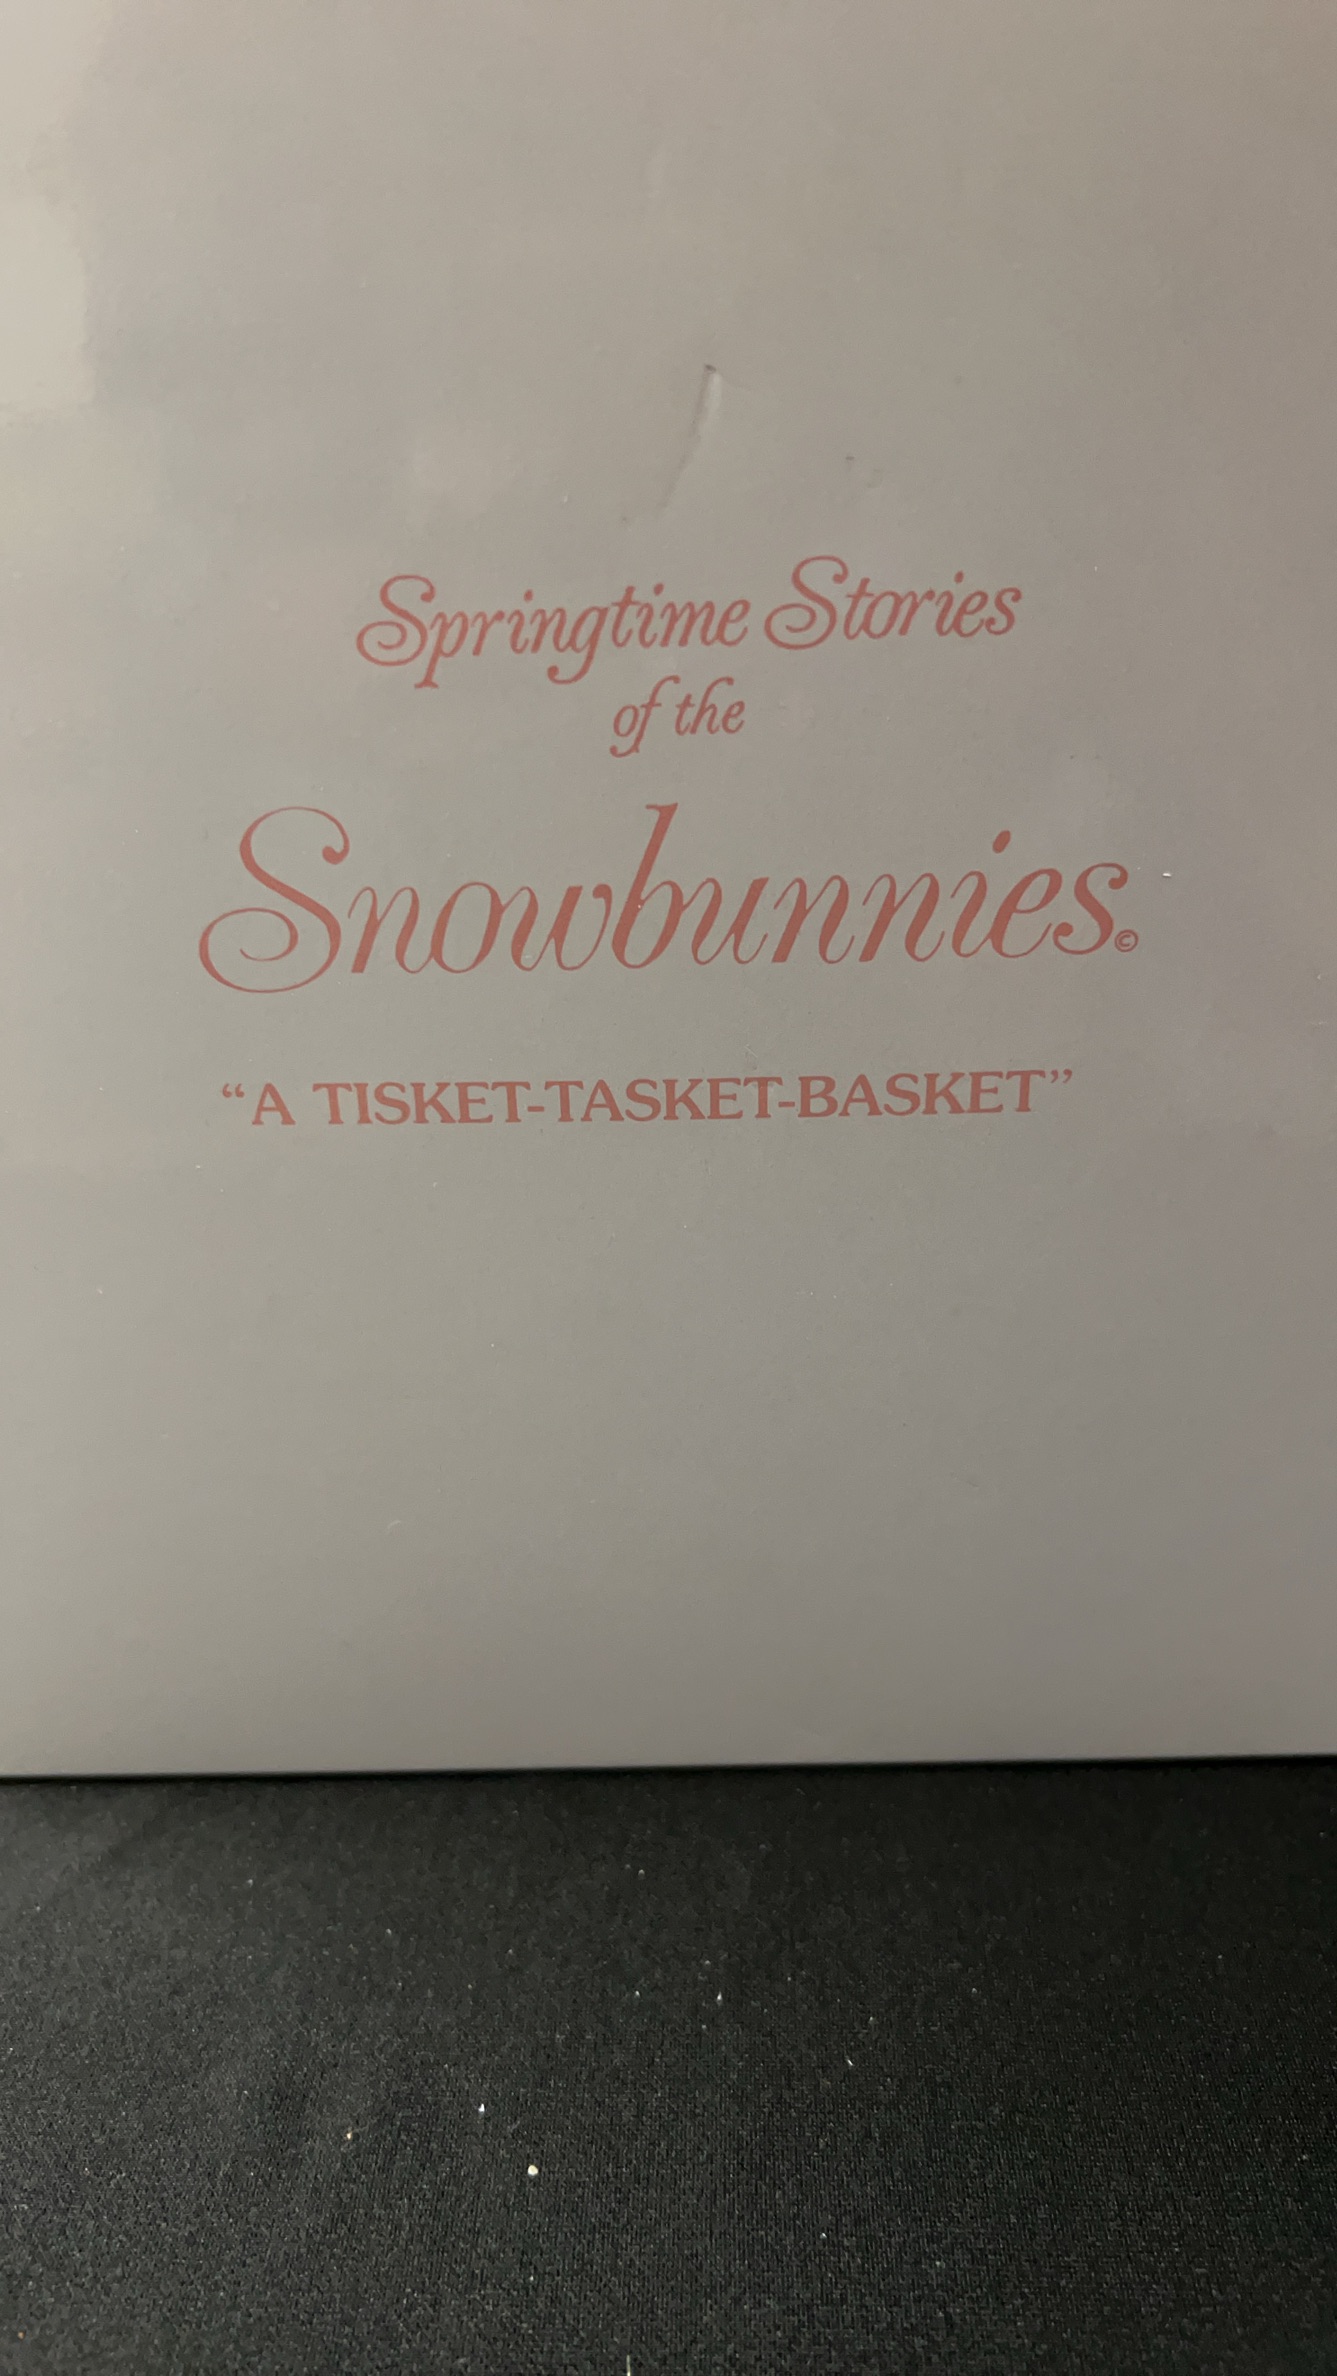 Springtime Stories
of the
Snowbunnies©
“A TISKET-TASKET-BASKET”